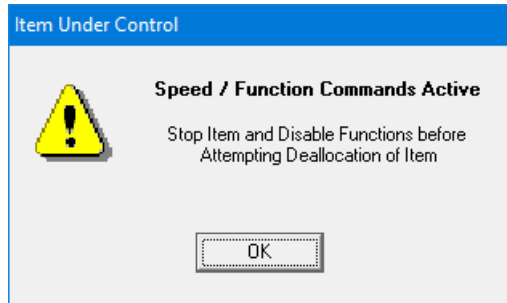 Item Under Control
Speed / Function Commands Active
Stop Item and Disable Functions before
Attempting Deallocation of Item
OK